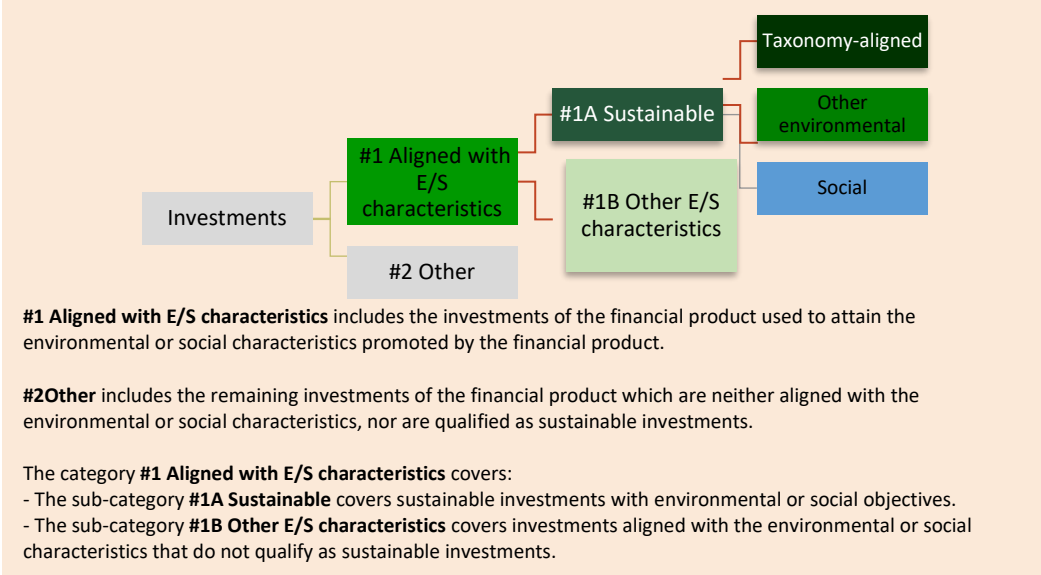 Taxonomy-aligned
#1A Sustainable
Other
environmental
#1 Aligned with
E/S
characteristics
Social
#1B Other E/S
characteristics
Investments
#2 Other
#1 Aligned with E/S characteristics includes the investments of the financial product used to attain the
environmental or social characteristics promoted by the financial product.
#2Other includes the remaining investments of the financial product which are neither aligned with the
environmental or social characteristics, nor are qualified as sustainable investments.
The category #1 Aligned with E/S characteristics covers:
- The sub-category #1A Sustainable covers sustainable investments with environmental or social objectives.
- The sub-category #1B Other E/S characteristics covers investments aligned with the environmental or social
characteristics that do not qualify as sustainable investments.